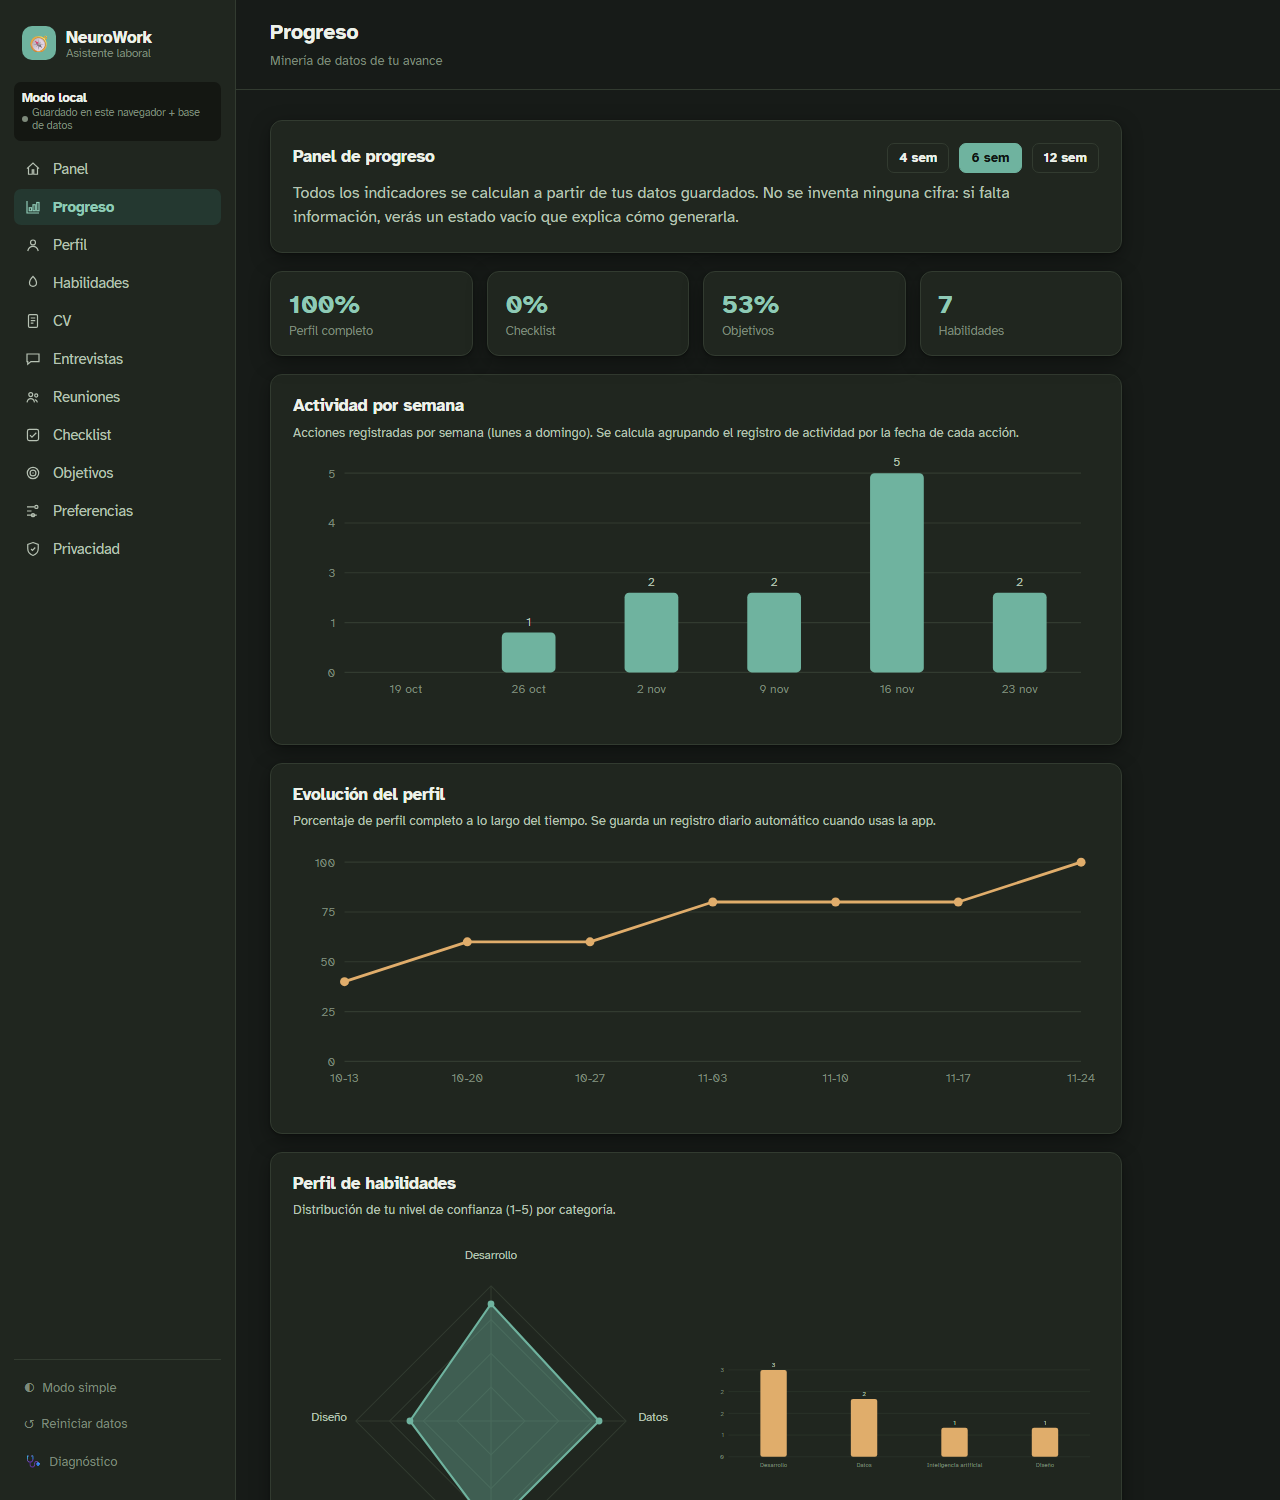 NeuroWork
Asistente laboral
Modo local
Guardado en este navegador + base
de datos
Panel
Progreso
Perfil
Habilidades
CV
Entrevistas
Reuniones
Checklist
Objetivos
Preferencias
Privacidad
Modo simple
Reiniciar datos
Diagnóstico
Progreso
Minería de datos de tu avance
Panel de progreso
4 sem
6 sem
12 sem
Todos los indicadores se calculan a partir de tus datos guardados. No se inventa ninguna cifra: si falta
información, verás un estado vacío que explica cómo generarla.
100%
Perfil completo
0%
Checklist
53%
Objetivos
7
Habilidades
Actividad por semana
Acciones registradas por semana (lunes a domingo). Se calcula agrupando el registro de actividad por la fecha de cada acción.
5
4
3
1
0
1
2
2
5
2
19 oct
26 oct
2 nov
9 nov
16 nov
23 nov
Evolución del perfil
Porcentaje de perfil completo a lo largo del tiempo. Se guarda un registro diario automático cuando usas la app.
100
75
50
25
0
10-13
10-20
10-27
11-03
11-10
11-17
11-24
Perfil de habilidades
Distribución de tu nivel de confianza (1–5) por categoría.
Desarrollo
Diseño
Datos
3
2
2
1
0
3
2
1
1
Desarrollo
Datos
Inteligencia artificial
Diseño